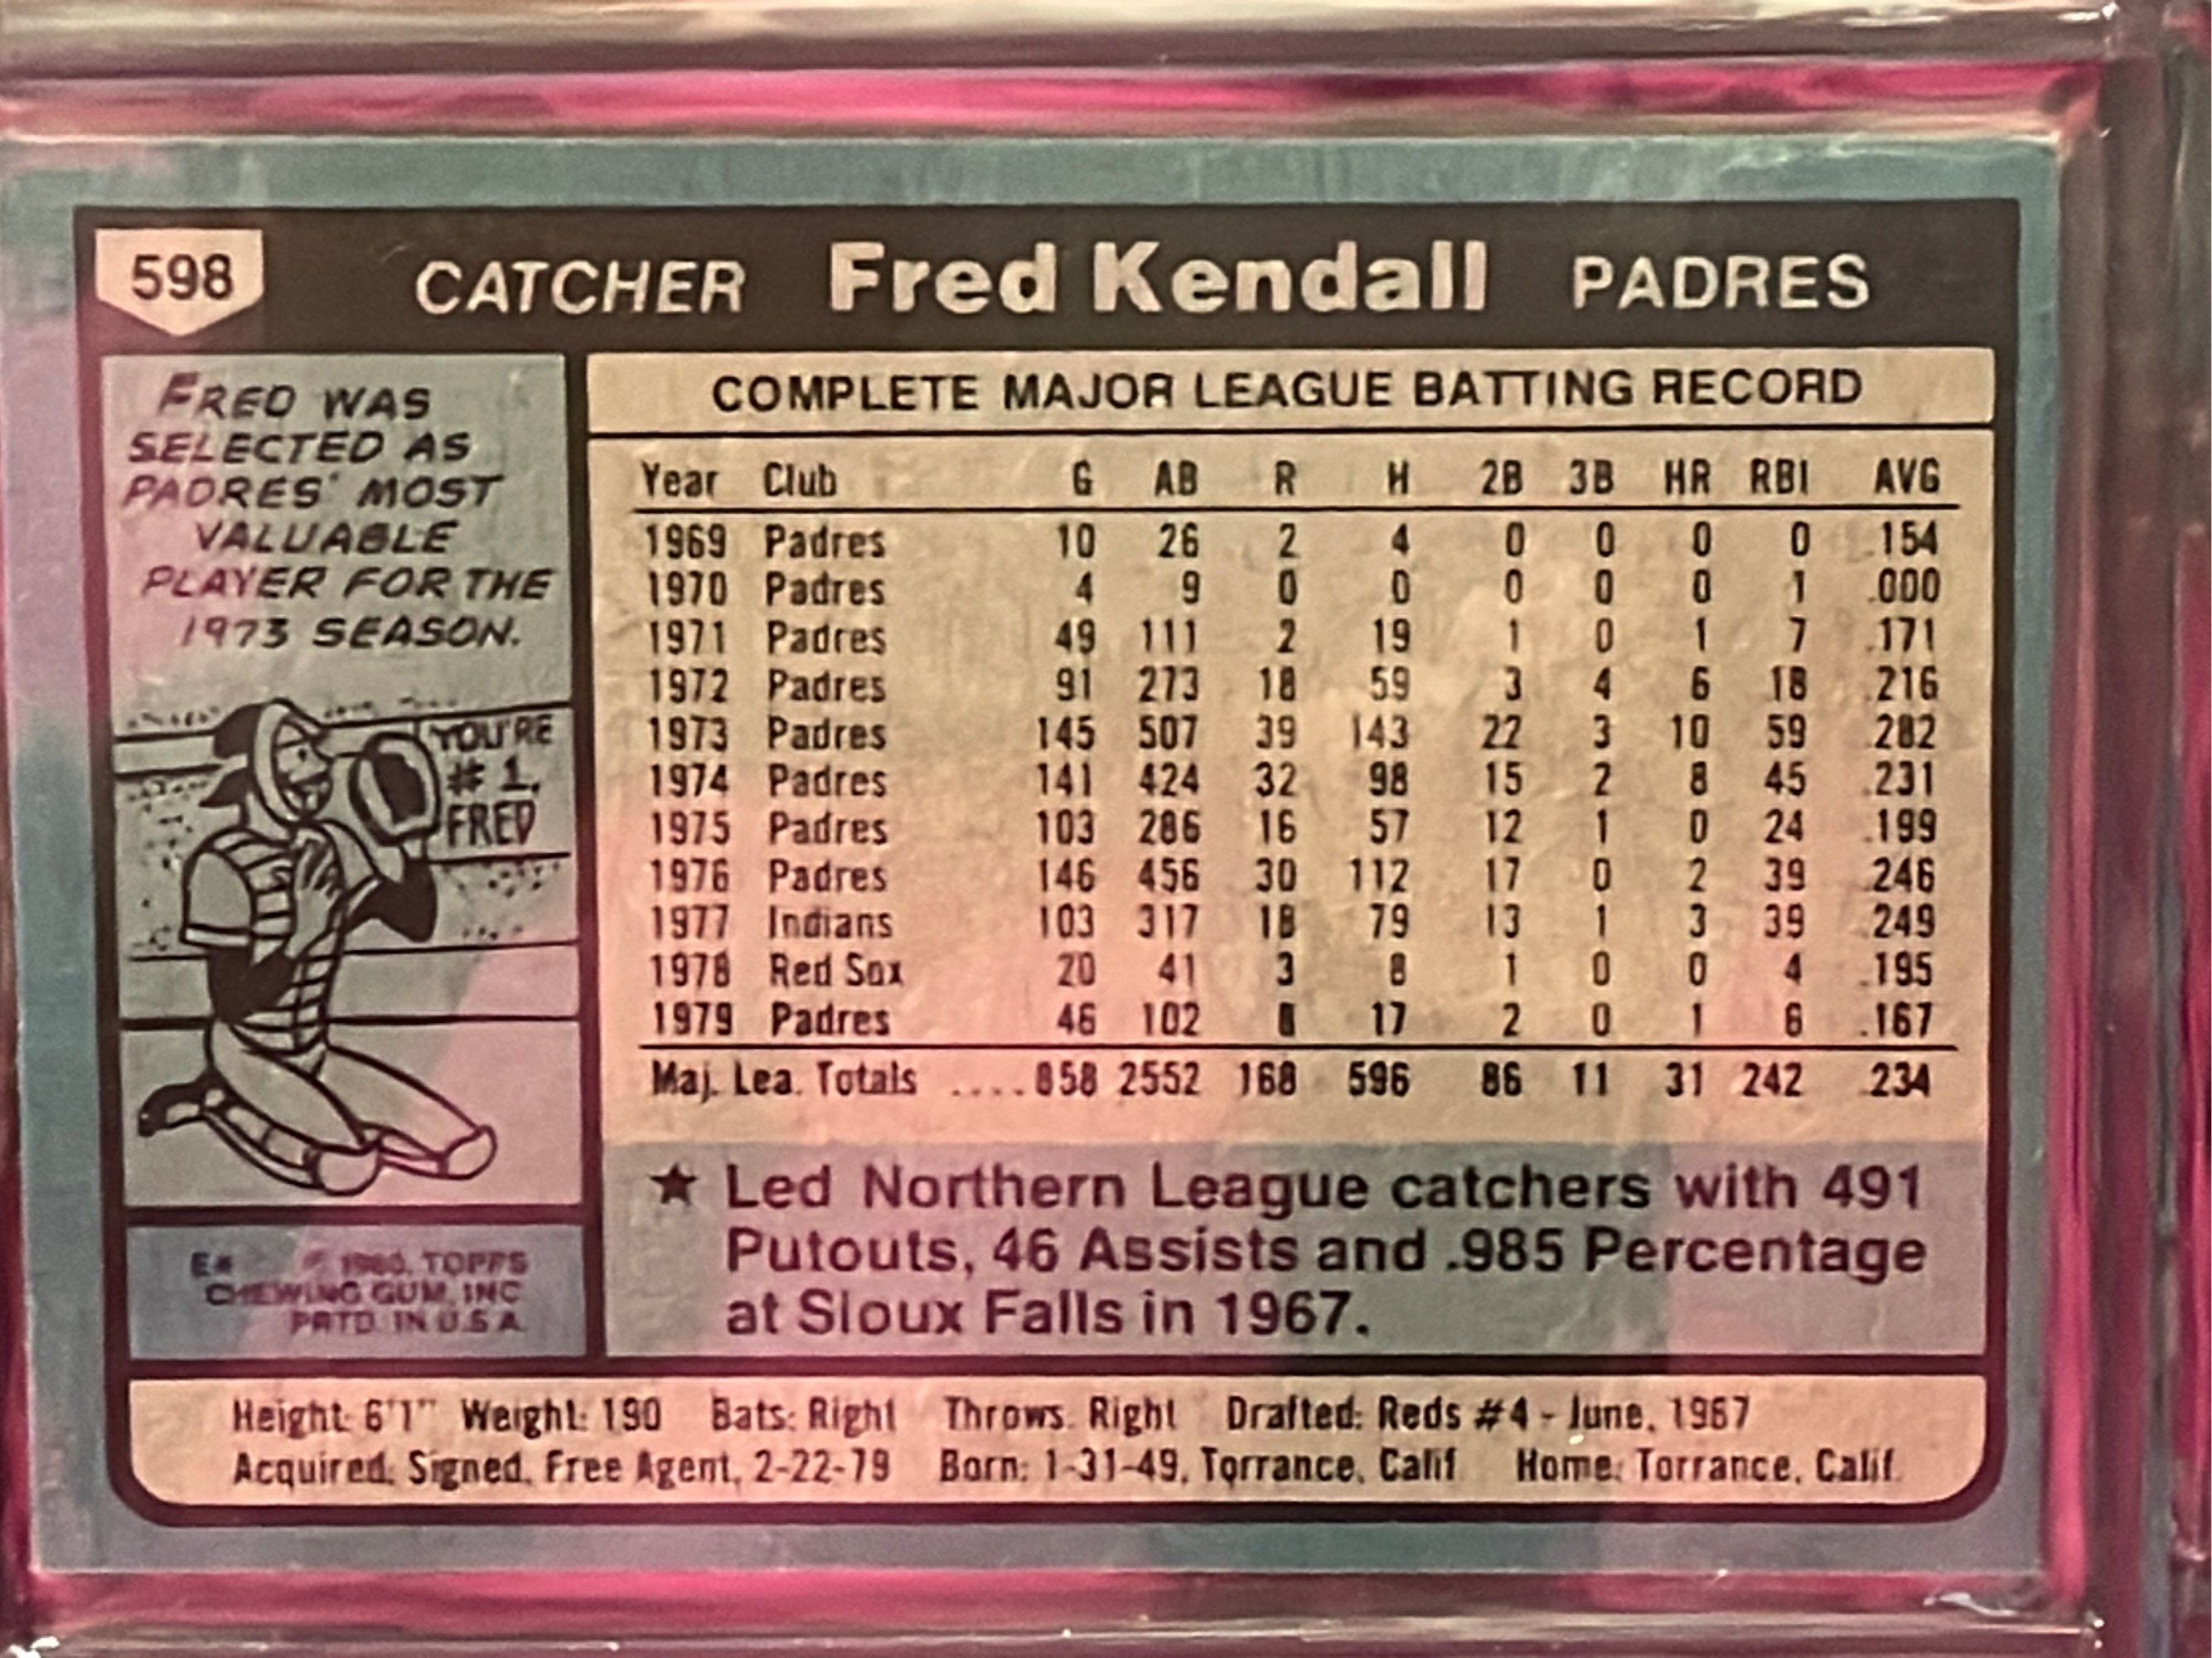 598 CATCHER Fred Kendall PADRES
FRED WAS
SELECTED AS
PADRES' MOST
VALUABLE
PLAYER FOR THE
1973 SEASON.
YOU'RE
# 1,
FRED
COMPLETE MAJOR LEAGUE BATTING RECORD
Year Club G AB R H 2B 3B HR RBI AVG
1969 Padres 10 26 2 4 0 0 0 0 .154
1970 Padres 4 9 0 0 0 0 0 1 .000
1971 Padres 49 111 2 19 1 0 1 7 .171
1972 Padres 91 273 18 59 3 4 6 18 .216
1973 Padres 145 507 39 143 22 3 10 59 .282
1974 Padres 141 424 32 98 15 2 8 45 .231
1975 Padres 103 286 16 57 12 1 0 24 .199
1976 Padres 146 456 30 112 17 0 2 39 .246
1977 Indians 103 317 18 79 13 1 3 39 .249
1978 Red Sox 20 41 3 8 1 0 0 4 .195
1979 Padres 46 102 8 17 2 0 1 6 .167
Maj. Lea. Totals ....858 2552 168 596 86 11 31 242 .234
★ Led Northern League catchers with 491
Putouts, 46 Assists and .985 Percentage
at Sioux Falls in 1967.
© 1980, TOPPS
CHEWING GUM, INC
PRTD. IN U.S.A.
Height: 6'1" Weight: 190 Bats: Right Throws: Right Drafted: Reds #4 - June, 1967
Acquired: Signed, Free Agent, 2-22-79 Born: 1-31-49, Torrance, Calif Home: Torrance, Calif.